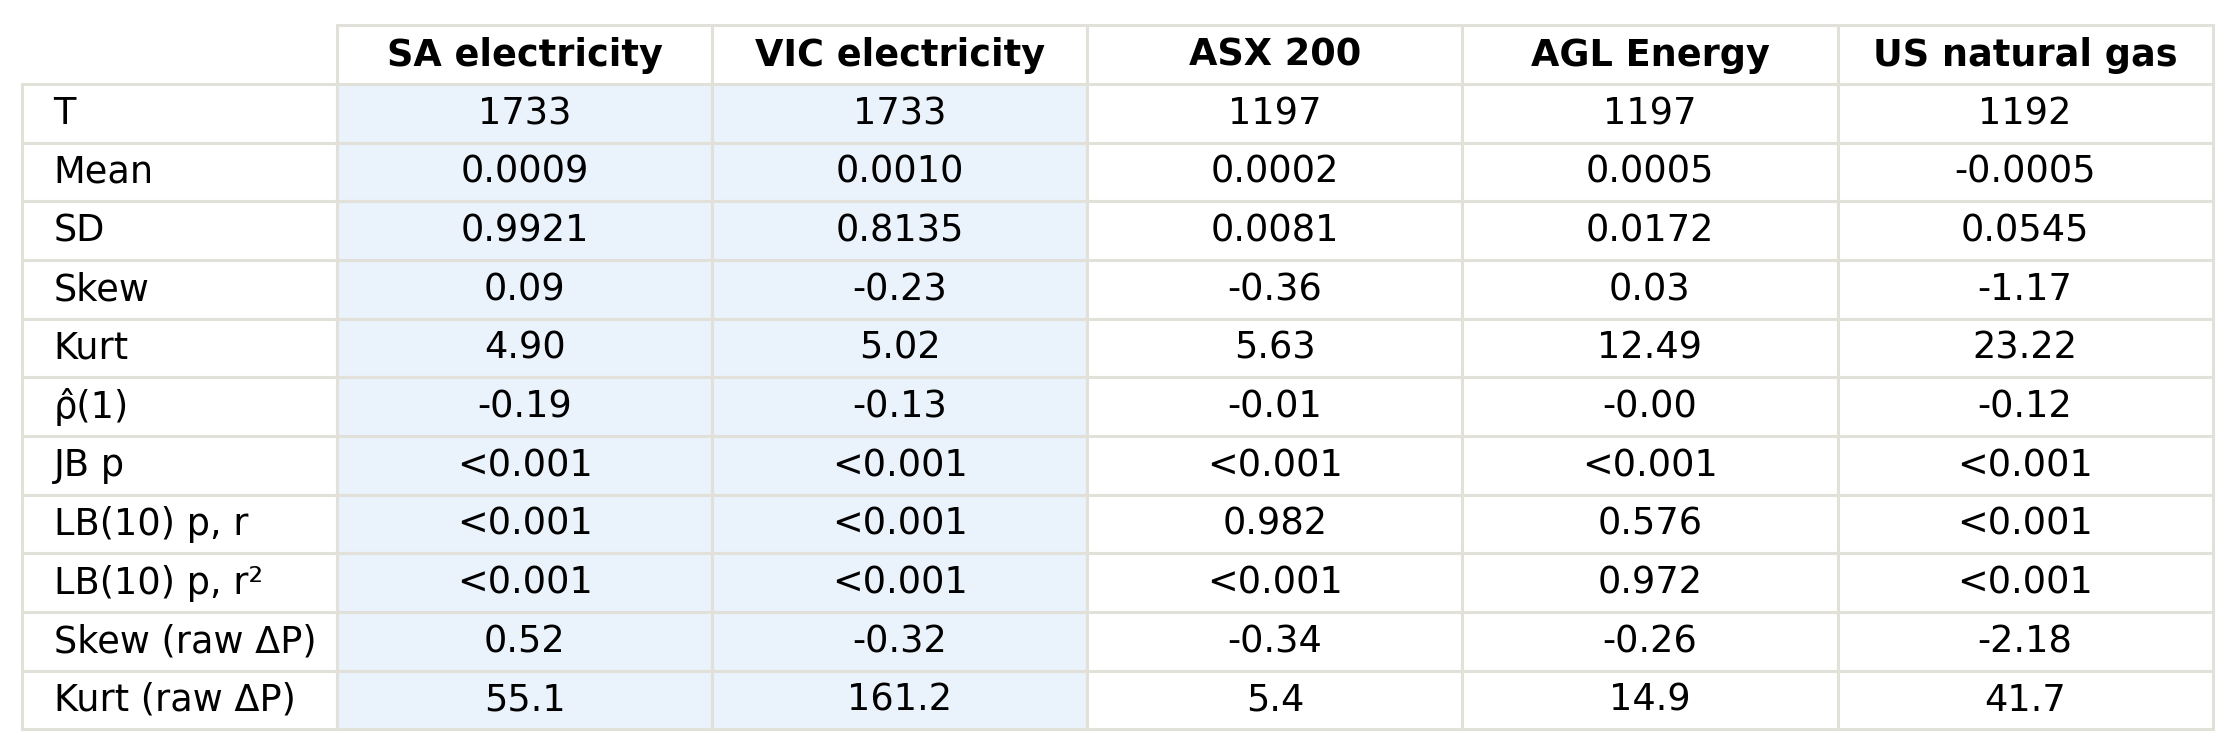 SA electricity VIC electricity ASX 200 AGL Energy US natural gas
T 1733 1733 1197 1197 1192
Mean 0.0009 0.0010 0.0002 0.0005 -0.0005
SD 0.9921 0.8135 0.0081 0.0172 0.0545
Skew 0.09 -0.23 -0.36 0.03 -1.17
Kurt 4.90 5.02 5.63 12.49 23.22
ρ̂(1) -0.19 -0.13 -0.01 -0.00 -0.12
JB p <0.001 <0.001 <0.001 <0.001 <0.001
LB(10) p, r <0.001 <0.001 0.982 0.576 <0.001
LB(10) p, r² <0.001 <0.001 <0.001 0.972 <0.001
Skew (raw ΔP) 0.52 -0.32 -0.34 -0.26 -2.18
Kurt (raw ΔP) 55.1 161.2 5.4 14.9 41.7